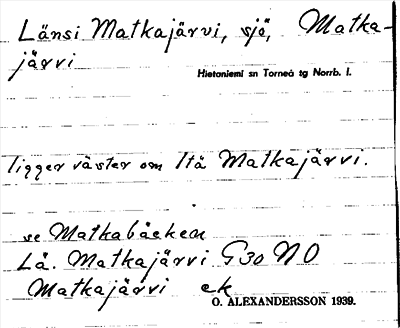 Länsi Matkajärvi, sjö, Matka-
järvi
Hietaniemi sn Torneå tg Norrb. l.
ligger väster om Itä Matkajärvi.
se Matkabäcken
Lå. Matkajärvi G30 NO
Matkajärvi ek
O. ALEXANDERSSON 1939.